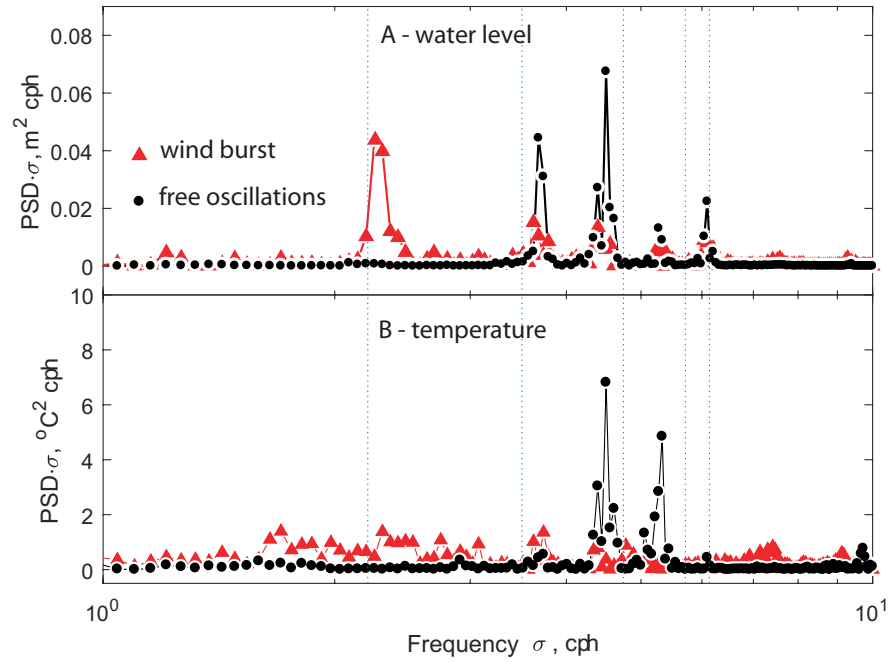 A - water level
PSD·σ, m² cph
0.08
0.06
0.04
0.02
0
wind burst
free oscillations
B - temperature
PSD·σ, °C² cph
10
8
6
4
2
0
10⁰
10¹
Frequency σ , cph